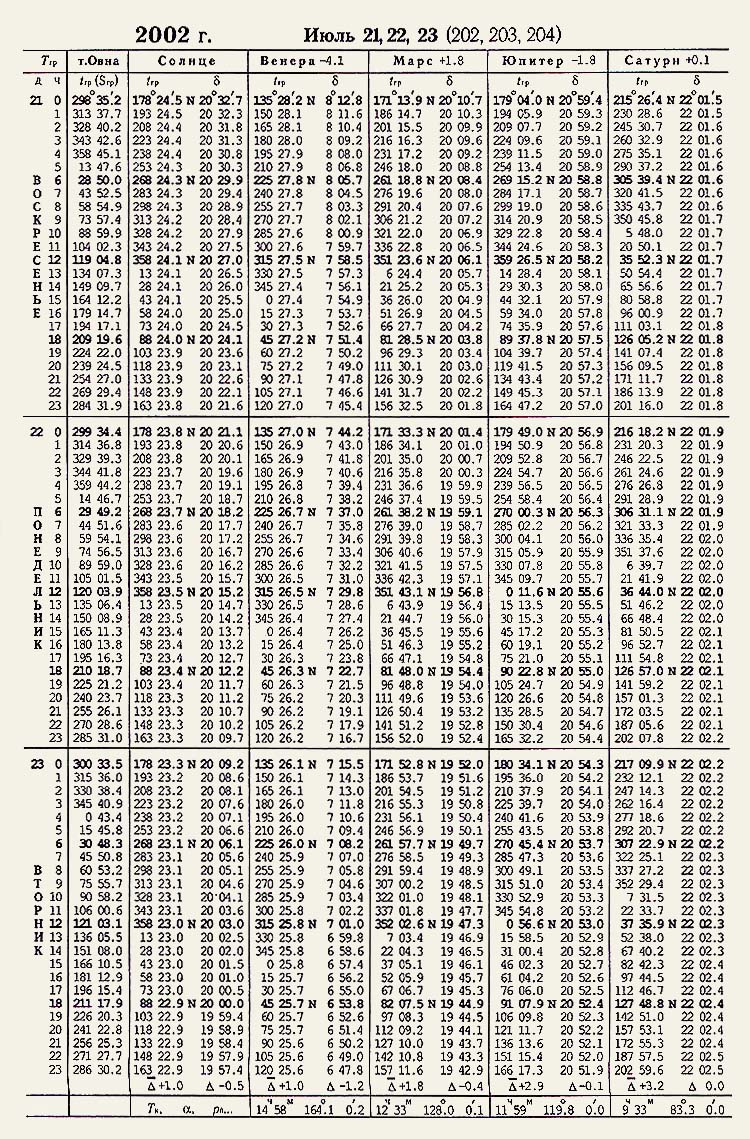 2002 г. Июль 21, 22, 23 (202, 203, 204)
Tгр т.Овна Солнце Венера −4.1 Марс +1.8 Юпитер −1.8 Сатурн +0.1
д ч tгр (Sгр) tгр δ tгр δ tгр δ tгр δ tгр δ
21 0 298°35.'2 178°24.'5 N 20°32.'7 135°28.'2 N 8°12.'8 171°13.'9 N 20°10.'7 179°04.'0 N 20°59.'4 215°26.'4 N 22°01.'5
1 313 37.7 193 24.5 20 32.3 150 28.1 8 11.6 186 14.7 20 10.3 194 05.9 20 59.3 230 28.6 22 01.5
2 328 40.2 208 24.4 20 31.8 165 28.1 8 10.4 201 15.5 20 09.9 209 07.7 20 59.2 245 30.7 22 01.6
3 343 42.6 223 24.4 20 31.3 180 28.0 8 09.2 216 16.3 20 09.6 224 09.6 20 59.1 260 32.9 22 01.6
4 358 45.1 238 24.4 20 30.8 195 27.9 8 08.0 231 17.2 20 09.2 239 11.5 20 59.0 275 35.1 22 01.6
5 13 47.6 253 24.3 20 30.3 210 27.9 8 06.8 246 18.0 20 08.8 254 13.4 20 58.9 290 37.2 22 01.6
В 6 28 50.0 268 24.3 N 20 29.9 225 27.8 N 8 05.7 261 18.8 N 20 08.4 269 15.2 N 20 58.8 305 39.4 N 22 01.6
О 7 43 52.5 283 24.3 20 29.4 240 27.8 8 04.5 276 19.6 20 08.0 284 17.1 20 58.7 320 41.5 22 01.6
С 8 58 54.9 298 24.3 20 28.9 255 27.7 8 03.3 291 20.4 20 07.6 299 19.0 20 58.6 335 43.7 22 01.6
К 9 73 57.4 313 24.2 20 28.4 270 27.7 8 02.1 306 21.2 20 07.2 314 20.9 20 58.5 350 45.8 22 01.7
Р 10 88 59.9 328 24.2 20 27.9 285 27.6 8 00.9 321 22.0 20 06.9 329 22.8 20 58.4 5 48.0 22 01.7
Е 11 104 02.3 343 24.2 20 27.5 300 27.6 7 59.7 336 22.8 20 06.5 344 24.6 20 58.3 20 50.1 22 01.7
С 12 119 04.8 358 24.1 N 20 27.0 315 27.5 N 7 58.5 351 23.6 N 20 06.1 359 26.5 N 20 58.2 35 52.3 N 22 01.7
Е 13 134 07.3 13 24.1 20 26.5 330 27.5 7 57.3 6 24.4 20 05.7 14 28.4 20 58.1 50 54.4 22 01.7
Н 14 149 09.7 28 24.1 20 26.0 345 27.4 7 56.1 21 25.2 20 05.3 29 30.3 20 58.0 65 56.6 22 01.7
Ь 15 164 12.2 43 24.1 20 25.5 0 27.4 7 54.9 36 26.0 20 04.9 44 32.1 20 57.9 80 58.8 22 01.7
Е 16 179 14.7 58 24.0 20 25.0 15 27.3 7 53.7 51 26.9 20 04.5 59 34.0 20 57.8 96 00.9 22 01.7
17 194 17.1 73 24.0 20 24.5 30 27.3 7 52.6 66 27.7 20 04.2 74 35.9 20 57.6 111 03.1 22 01.8
18 209 19.6 88 24.0 N 20 24.1 45 27.2 N 7 51.4 81 28.5 N 20 03.8 89 37.8 N 20 57.5 126 05.2 N 22 01.8
19 224 22.0 103 23.9 20 23.6 60 27.2 7 50.2 96 29.3 20 03.4 104 39.7 20 57.4 141 07.4 22 01.8
20 239 24.5 118 23.9 20 23.1 75 27.2 7 49.0 111 30.1 20 03.0 119 41.5 20 57.3 156 09.5 22 01.8
21 254 27.0 133 23.9 20 22.6 90 27.1 7 47.8 126 30.9 20 02.6 134 43.4 20 57.2 171 11.7 22 01.8
22 269 29.4 148 23.9 20 22.1 105 27.1 7 46.6 141 31.7 20 02.2 149 45.3 20 57.1 186 13.9 22 01.8
23 284 31.9 163 23.8 20 21.6 120 27.0 7 45.4 156 32.5 20 01.8 164 47.2 20 57.0 201 16.0 22 01.8
22 0 299 34.4 178 23.8 N 20 21.1 135 27.0 N 7 44.2 171 33.3 N 20 01.4 179 49.0 N 20 56.9 216 18.2 N 22 01.9
1 314 36.8 193 23.8 20 20.6 150 26.9 7 43.0 186 34.1 20 01.0 194 50.9 20 56.8 231 20.3 22 01.9
2 329 39.3 208 23.8 20 20.1 165 26.9 7 41.8 201 35.0 20 00.7 209 52.8 20 56.7 246 22.5 22 01.9
3 344 41.8 223 23.7 20 19.6 180 26.9 7 40.6 216 35.8 20 00.3 224 54.7 20 56.6 261 24.6 22 01.9
4 359 44.2 238 23.7 20 19.1 195 26.8 7 39.4 231 36.6 19 59.9 239 56.5 20 56.5 276 26.8 22 01.9
5 14 46.7 253 23.7 20 18.7 210 26.8 7 38.2 246 37.4 19 59.5 254 58.4 20 56.4 291 28.9 22 01.9
П 6 29 49.2 268 23.7 N 20 18.2 225 26.7 N 7 37.0 261 38.2 N 19 59.1 270 00.3 N 20 56.3 306 31.1 N 22 01.9
О 7 44 51.6 283 23.6 20 17.7 240 26.7 7 35.8 276 39.0 19 58.7 285 02.2 20 56.2 321 33.3 22 01.9
Н 8 59 54.1 298 23.6 20 17.2 255 26.7 7 34.6 291 39.8 19 58.3 300 04.1 20 56.0 336 35.4 22 02.0
Е 9 74 56.5 313 23.6 20 16.7 270 26.6 7 33.4 306 40.6 19 57.9 315 05.9 20 55.9 351 37.6 22 02.0
Д 10 89 59.0 328 23.6 20 16.2 285 26.6 7 32.2 321 41.5 19 57.5 330 07.8 20 55.8 6 39.7 22 02.0
Е 11 105 01.5 343 23.5 20 15.7 300 26.5 7 31.0 336 42.3 19 57.1 345 09.7 20 55.7 21 41.9 22 02.0
Л 12 120 03.9 358 23.5 N 20 15.2 315 26.5 N 7 29.8 351 43.1 N 19 56.8 0 11.6 N 20 55.6 36 44.0 N 22 02.0
Ь 13 135 06.4 13 23.5 20 14.7 330 26.5 7 28.6 6 43.9 19 56.4 15 13.5 20 55.5 51 46.2 22 02.0
Н 14 150 08.9 28 23.5 20 14.2 345 26.4 7 27.4 21 44.7 19 56.0 30 15.3 20 55.4 66 48.4 22 02.0
И 15 165 11.3 43 23.4 20 13.7 0 26.4 7 26.2 36 45.5 19 55.6 45 17.2 20 55.3 81 50.5 22 02.1
К 16 180 13.8 58 23.4 20 13.2 15 26.4 7 25.0 51 46.3 19 55.2 60 19.1 20 55.2 96 52.7 22 02.1
17 195 16.3 73 23.4 20 12.7 30 26.3 7 23.8 66 47.1 19 54.8 75 21.0 20 55.1 111 54.8 22 02.1
18 210 18.7 88 23.4 N 20 12.2 45 26.3 N 7 22.7 81 48.0 N 19 54.4 90 22.8 N 20 55.0 126 57.0 N 22 02.1
19 225 21.2 103 23.4 20 11.7 60 26.3 7 21.5 96 48.8 19 54.0 105 24.7 20 54.9 141 59.2 22 02.1
20 240 23.7 118 23.3 20 11.2 75 26.2 7 20.3 111 49.6 19 53.6 120 26.6 20 54.8 157 01.3 22 02.1
21 255 26.1 133 23.3 20 10.7 90 26.2 7 19.1 126 50.4 19 53.2 135 28.5 20 54.7 172 03.5 22 02.1
22 270 28.6 148 23.3 20 10.2 105 26.2 7 17.9 141 51.2 19 52.8 150 30.4 20 54.6 187 05.6 22 02.1
23 285 31.0 163 23.3 20 09.7 120 26.2 7 16.7 156 52.0 19 52.4 165 32.2 20 54.4 202 07.8 22 02.2
23 0 300 33.5 178 23.3 N 20 09.2 135 26.1 N 7 15.5 171 52.8 N 19 52.0 180 34.1 N 20 54.3 217 09.9 N 22 02.2
1 315 36.0 193 23.2 20 08.6 150 26.1 7 14.3 186 53.7 19 51.6 195 36.0 20 54.2 232 12.1 22 02.2
2 330 38.4 208 23.2 20 08.1 165 26.1 7 13.0 201 54.5 19 51.2 210 37.9 20 54.1 247 14.3 22 02.2
3 345 40.9 223 23.2 20 07.6 180 26.0 7 11.8 216 55.3 19 50.8 225 39.7 20 54.0 262 16.4 22 02.2
4 0 43.4 238 23.2 20 07.1 195 26.0 7 10.6 231 56.1 19 50.4 240 41.6 20 53.9 277 18.6 22 02.2
5 15 45.8 253 23.2 20 06.6 210 26.0 7 09.4 246 56.9 19 50.1 255 43.5 20 53.8 292 20.7 22 02.2
6 30 48.3 268 23.1 N 20 06.1 225 26.0 N 7 08.2 261 57.7 N 19 49.7 270 45.4 N 20 53.7 307 22.9 N 22 02.2
7 45 50.8 283 23.1 20 05.6 240 25.9 7 07.0 276 58.5 19 49.3 285 47.3 20 53.6 322 25.1 22 02.3
В 8 60 53.2 298 23.1 20 05.1 255 25.9 7 05.8 291 59.4 19 48.9 300 49.1 20 53.5 337 27.2 22 02.3
Т 9 75 55.7 313 23.1 20 04.6 270 25.9 7 04.6 307 00.2 19 48.5 315 51.0 20 53.4 352 29.4 22 02.3
О 10 90 58.2 328 23.1 20 04.1 285 25.9 7 03.4 322 01.0 19 48.1 330 52.9 20 53.3 7 31.5 22 02.3
Р 11 106 00.6 343 23.1 20 03.6 300 25.8 7 02.2 337 01.8 19 47.7 345 54.8 20 53.2 22 33.7 22 02.3
Н 12 121 03.1 358 23.0 N 20 03.0 315 25.8 N 7 01.0 352 02.6 N 19 47.3 0 56.6 N 20 53.0 37 35.9 N 22 02.3
И 13 136 05.5 13 23.0 20 02.5 330 25.8 6 59.8 7 03.4 19 46.9 15 58.5 20 52.9 52 38.0 22 02.3
К 14 151 08.0 28 23.0 20 02.0 345 25.8 6 58.6 22 04.3 19 46.5 31 00.4 20 52.8 67 40.2 22 02.3
15 166 10.5 43 23.0 20 01.5 0 25.8 6 57.4 37 05.1 19 46.1 46 02.3 20 52.7 82 42.3 22 02.4
16 181 12.9 58 23.0 20 01.0 15 25.7 6 56.2 52 05.9 19 45.7 61 04.2 20 52.6 97 44.5 22 02.4
17 196 15.4 73 23.0 20 00.5 30 25.7 6 55.0 67 06.7 19 45.3 76 06.0 20 52.5 112 46.7 22 02.4
18 211 17.9 88 22.9 N 20 00.0 45 25.7 N 6 53.8 82 07.5 N 19 44.9 91 07.9 N 20 52.4 127 48.8 N 22 02.4
19 226 20.3 103 22.9 19 59.4 60 25.7 6 52.6 97 08.3 19 44.5 106 09.8 20 52.3 142 51.0 22 02.4
20 241 22.8 118 22.9 19 58.9 75 25.7 6 51.4 112 09.2 19 44.1 121 11.7 20 52.2 157 53.1 22 02.4
21 256 25.3 133 22.9 19 58.4 90 25.6 6 50.2 127 10.0 19 43.7 136 13.6 20 52.1 172 55.3 22 02.4
22 271 27.7 148 22.9 19 57.9 105 25.6 6 49.0 142 10.8 19 43.3 151 15.4 20 52.0 187 57.5 22 02.5
23 286 30.2 163 22.9 19 57.4 120 25.6 6 47.8 157 11.6 19 42.9 166 17.3 20 51.9 202 59.6 22 02.5
Δ̅ +1.0 Δ −0.5 Δ̅ +1.0 Δ −1.2 Δ̅ +1.8 Δ −0.4 Δ̅ +2.9 Δ −0.1 Δ̅ +3.2 Δ 0.0
Tк, α, p0... 14ч58м 164.°1 0.'2 12ч33м 128.°0 0.'1 11ч59м 119.°8 0.'0 9ч33м 83.°3 0.'0